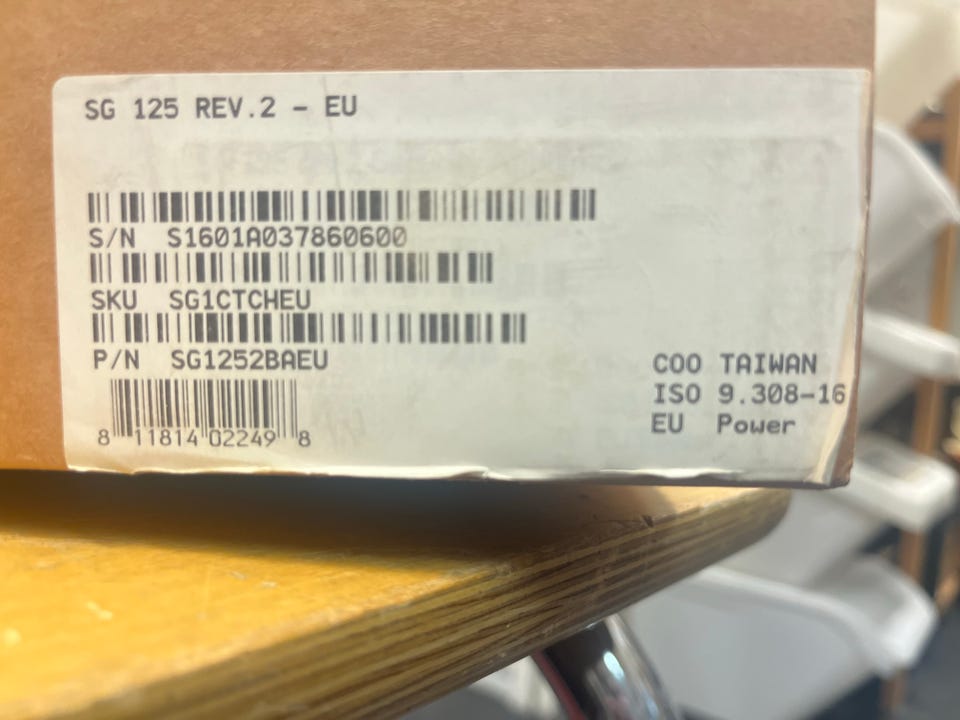 SG 125 REV.2 - EU
S/N S1601A037860600
SKU SG1CTCHEU
P/N SG1252BAEU
8 11814 02249 8
COO TAIWAN
ISO 9.308-16
EU Power